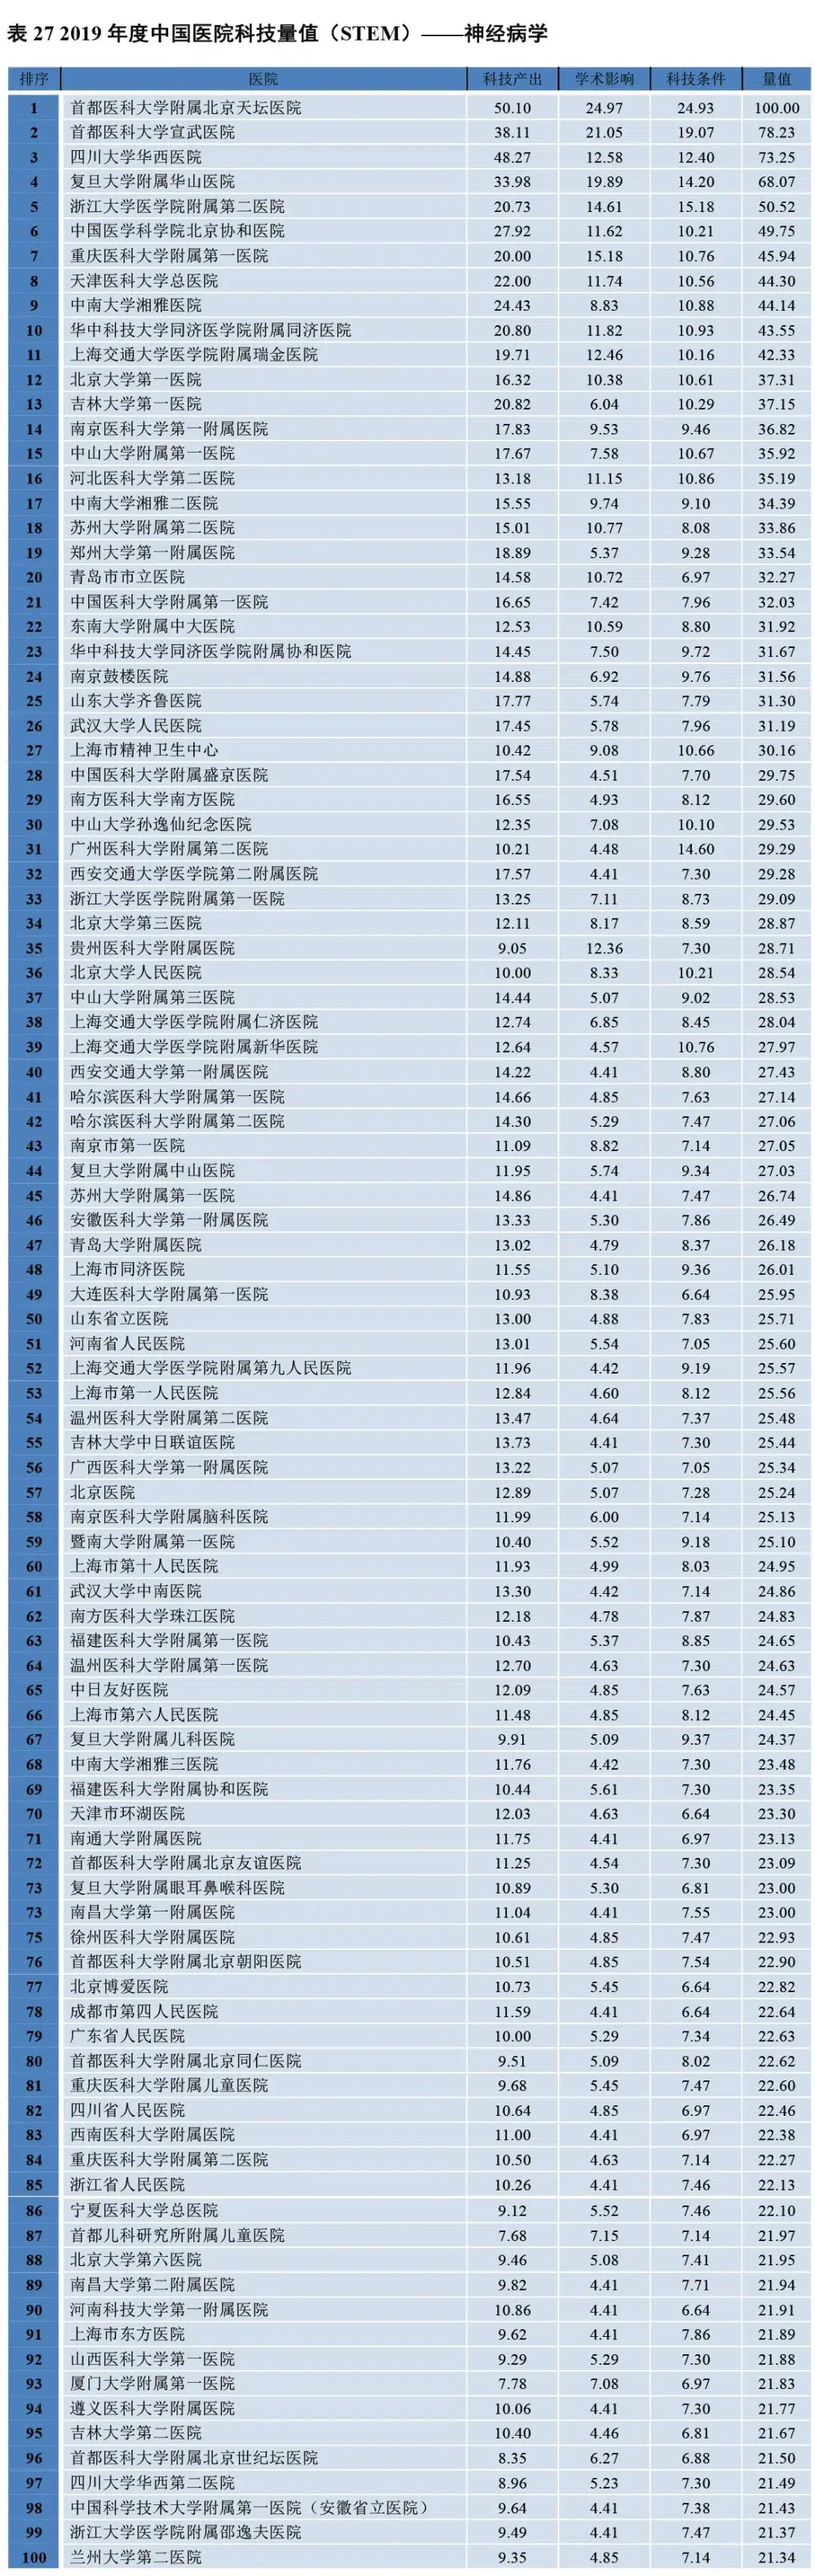 表 27 2019 年度中国医院科技量值（STEM）——神经病学
排序 医院 科技产出 学术影响 科技条件 量值
1 首都医科大学附属北京天坛医院 50.10 24.97 24.93 100.00
2 首都医科大学宣武医院 38.11 21.05 19.07 78.23
3 四川大学华西医院 48.27 12.58 12.40 73.25
4 复旦大学附属华山医院 33.98 19.89 14.20 68.07
5 浙江大学医学院附属第二医院 20.73 14.61 15.18 50.52
6 中国医学科学院北京协和医院 27.92 11.62 10.21 49.75
7 重庆医科大学附属第一医院 20.00 15.18 10.76 45.94
8 天津医科大学总医院 22.00 11.74 10.56 44.30
9 中南大学湘雅医院 24.43 8.83 10.88 44.14
10 华中科技大学同济医学院附属同济医院 20.80 11.82 10.93 43.55
11 上海交通大学医学院附属瑞金医院 19.71 12.46 10.16 42.33
12 北京大学第一医院 16.32 10.38 10.61 37.31
13 吉林大学第一医院 20.82 6.04 10.29 37.15
14 南京医科大学第一附属医院 17.83 9.53 9.46 36.82
15 中山大学附属第一医院 17.67 7.58 10.67 35.92
16 河北医科大学第二医院 13.18 11.15 10.86 35.19
17 中南大学湘雅二医院 15.55 9.74 9.10 34.39
18 苏州大学附属第二医院 15.01 10.77 8.08 33.86
19 郑州大学第一附属医院 18.89 5.37 9.28 33.54
20 青岛市市立医院 14.58 10.72 6.97 32.27
21 中国医科大学附属第一医院 16.65 7.42 7.96 32.03
22 东南大学附属中大医院 12.53 10.59 8.80 31.92
23 华中科技大学同济医学院附属协和医院 14.45 7.50 9.72 31.67
24 南京鼓楼医院 14.88 6.92 9.76 31.56
25 山东大学齐鲁医院 17.77 5.74 7.79 31.30
26 武汉大学人民医院 17.45 5.78 7.96 31.19
27 上海市精神卫生中心 10.42 9.08 10.66 30.16
28 中国医科大学附属盛京医院 17.54 4.51 7.70 29.75
29 南方医科大学南方医院 16.55 4.93 8.12 29.60
30 中山大学孙逸仙纪念医院 12.35 7.08 10.10 29.53
31 广州医科大学附属第二医院 10.21 4.48 14.60 29.29
32 西安交通大学医学院第二附属医院 17.57 4.41 7.30 29.28
33 浙江大学医学院附属第一医院 13.25 7.11 8.73 29.09
34 北京大学第三医院 12.11 8.17 8.59 28.87
35 贵州医科大学附属医院 9.05 12.36 7.30 28.71
36 北京大学人民医院 10.00 8.33 10.21 28.54
37 中山大学附属第三医院 14.44 5.07 9.02 28.53
38 上海交通大学医学院附属仁济医院 12.74 6.85 8.45 28.04
39 上海交通大学医学院附属新华医院 12.64 4.57 10.76 27.97
40 西安交通大学第一附属医院 14.22 4.41 8.80 27.43
41 哈尔滨医科大学附属第一医院 14.66 4.85 7.63 27.14
42 哈尔滨医科大学附属第二医院 14.30 5.29 7.47 27.06
43 南京市第一医院 11.09 8.82 7.14 27.05
44 复旦大学附属中山医院 11.95 5.74 9.34 27.03
45 苏州大学附属第一医院 14.86 4.41 7.47 26.74
46 安徽医科大学第一附属医院 13.33 5.30 7.86 26.49
47 青岛大学附属医院 13.02 4.79 8.37 26.18
48 上海市同济医院 11.55 5.10 9.36 26.01
49 大连医科大学附属第一医院 10.93 8.38 6.64 25.95
50 山东省立医院 13.00 4.88 7.83 25.71
51 河南省人民医院 13.01 5.54 7.05 25.60
52 上海交通大学医学院附属第九人民医院 11.96 4.42 9.19 25.57
53 上海市第一人民医院 12.84 4.60 8.12 25.56
54 温州医科大学附属第二医院 13.47 4.64 7.37 25.48
55 吉林大学中日联谊医院 13.73 4.41 7.30 25.44
56 广西医科大学第一附属医院 13.22 5.07 7.05 25.34
57 北京医院 12.89 5.07 7.28 25.24
58 南京医科大学附属脑科医院 11.99 6.00 7.14 25.13
59 暨南大学附属第一医院 10.40 5.52 9.18 25.10
60 上海市第十人民医院 11.93 4.99 8.03 24.95
61 武汉大学中南医院 13.30 4.42 7.14 24.86
62 南方医科大学珠江医院 12.18 4.78 7.87 24.83
63 福建医科大学附属第一医院 10.43 5.37 8.85 24.65
64 温州医科大学附属第一医院 12.70 4.63 7.30 24.63
65 中日友好医院 12.09 4.85 7.63 24.57
66 上海市第六人民医院 11.48 4.85 8.12 24.45
67 复旦大学附属儿科医院 9.91 5.09 9.37 24.37
68 中南大学湘雅三医院 11.76 4.42 7.30 23.48
69 福建医科大学附属协和医院 10.44 5.61 7.30 23.35
70 天津市环湖医院 12.03 4.63 6.64 23.30
71 南通大学附属医院 11.75 4.41 6.97 23.13
72 首都医科大学附属北京友谊医院 11.25 4.54 7.30 23.09
73 复旦大学附属眼耳鼻喉科医院 10.89 5.30 6.81 23.00
73 南昌大学第一附属医院 11.04 4.41 7.55 23.00
75 徐州医科大学附属医院 10.61 4.85 7.47 22.93
76 首都医科大学附属北京朝阳医院 10.51 4.85 7.54 22.90
77 北京博爱医院 10.73 5.45 6.64 22.82
78 成都市第四人民医院 11.59 4.41 6.64 22.64
79 广东省人民医院 10.00 5.29 7.34 22.63
80 首都医科大学附属北京同仁医院 9.51 5.09 8.02 22.62
81 重庆医科大学附属儿童医院 9.68 5.45 7.47 22.60
82 四川省人民医院 10.64 4.85 6.97 22.46
83 西南医科大学附属医院 11.00 4.41 6.97 22.38
84 重庆医科大学附属第二医院 10.50 4.63 7.14 22.27
85 浙江省人民医院 10.26 4.41 7.46 22.13
86 宁夏医科大学总医院 9.12 5.52 7.46 22.10
87 首都儿科研究所附属儿童医院 7.68 7.15 7.14 21.97
88 北京大学第六医院 9.46 5.08 7.41 21.95
89 南昌大学第二附属医院 9.82 4.41 7.71 21.94
90 河南科技大学第一附属医院 10.86 4.41 6.64 21.91
91 上海市东方医院 9.62 4.41 7.86 21.89
92 山西医科大学第一医院 9.29 5.29 7.30 21.88
93 厦门大学附属第一医院 7.78 7.08 6.97 21.83
94 遵义医科大学附属医院 10.06 4.41 7.30 21.77
95 吉林大学第二医院 10.40 4.46 6.81 21.67
96 首都医科大学附属北京世纪坛医院 8.35 6.27 6.88 21.50
97 四川大学华西第二医院 8.96 5.23 7.30 21.49
98 中国科学技术大学附属第一医院（安徽省立医院） 9.64 4.41 7.38 21.43
99 浙江大学医学院附属邵逸夫医院 9.49 4.41 7.47 21.37
100 兰州大学第二医院 9.35 4.85 7.14 21.34